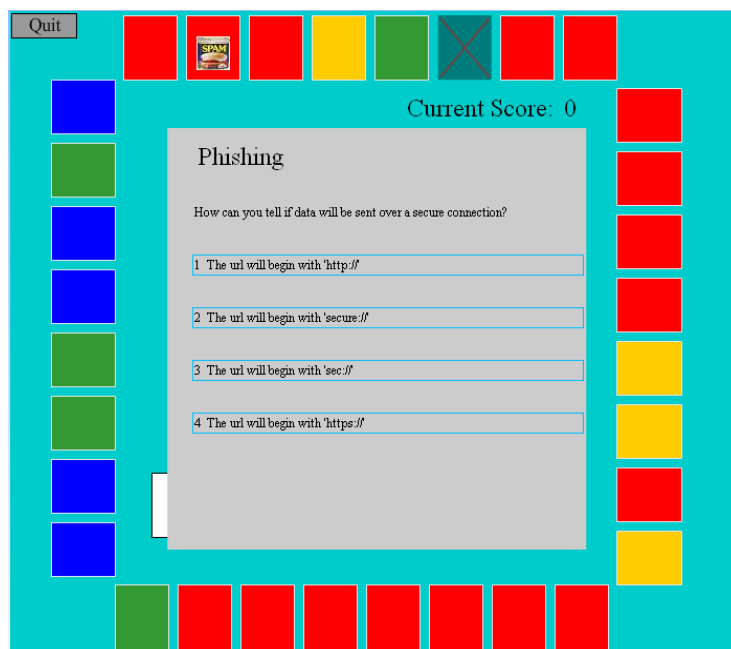 Quit
SPAM
Current Score: 0
Phishing
How can you tell if data will be sent over a secure connection?
1 The url will begin with 'http://'
2 The url will begin with 'secure://'
3 The url will begin with 'sec://'
4 The url will begin with 'https://'